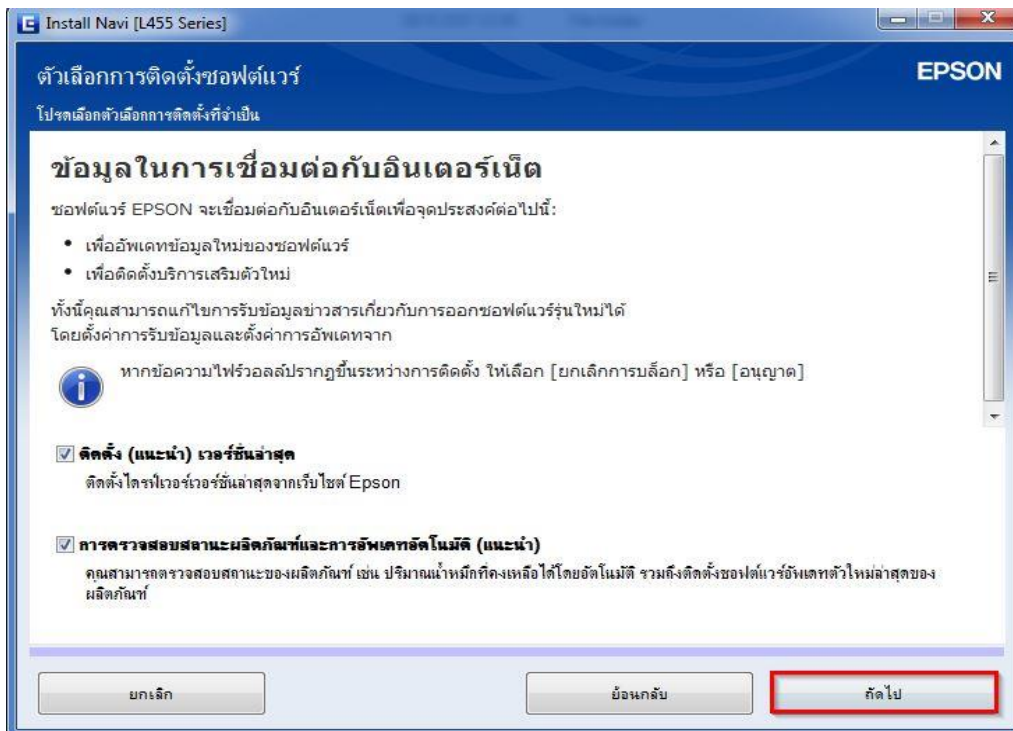 Install Navi [L455 Series]
ตัวเลือกการติดตั้งซอฟต์แวร์
EPSON
โปรดเลือกตัวเลือกการติดตั้งที่จำเป็น
ข้อมูลในการเชื่อมต่อกับอินเตอร์เน็ต
ซอฟต์แวร์ EPSON จะเชื่อมต่อกับอินเตอร์เน็ตเพื่อจุดประสงค์ต่อไปนี้:
• เพื่ออัพเดทข้อมูลใหม่ของซอฟต์แวร์
• เพื่อติดตั้งบริการเสริมตัวใหม่
ทั้งนี้คุณสามารถแก้ไขการรับข้อมูลข่าวสารเกี่ยวกับการออกซอฟต์แวร์รุ่นใหม่ได้
โดยตั้งค่าการรับข้อมูลและตั้งค่าการอัพเดทจาก
หากข้อความไฟร์วอลล์ปรากฏขึ้นระหว่างการติดตั้ง ให้เลือก [ยกเลิกการบล็อก] หรือ [อนุญาต]
ติดตั้ง (แนะนำ) เวอร์ชั่นล่าสุด
ติดตั้งไดรฟ์เวอร์เวอร์ชั่นล่าสุดจากเว็บไซต์ Epson
การตรวจสอบสถานะผลิตภัณฑ์และการอัพเดทอัตโนมัติ (แนะนำ)
คุณสามารถตรวจสอบสถานะของผลิตภัณฑ์ เช่น ปริมาณน้ำหมึกที่คงเหลือได้โดยอัตโนมัติ รวมถึงติดตั้งซอฟต์แวร์อัพเดทตัวใหม่ล่าสุดของ
ผลิตภัณฑ์
ยกเลิก
ย้อนกลับ
ถัดไป